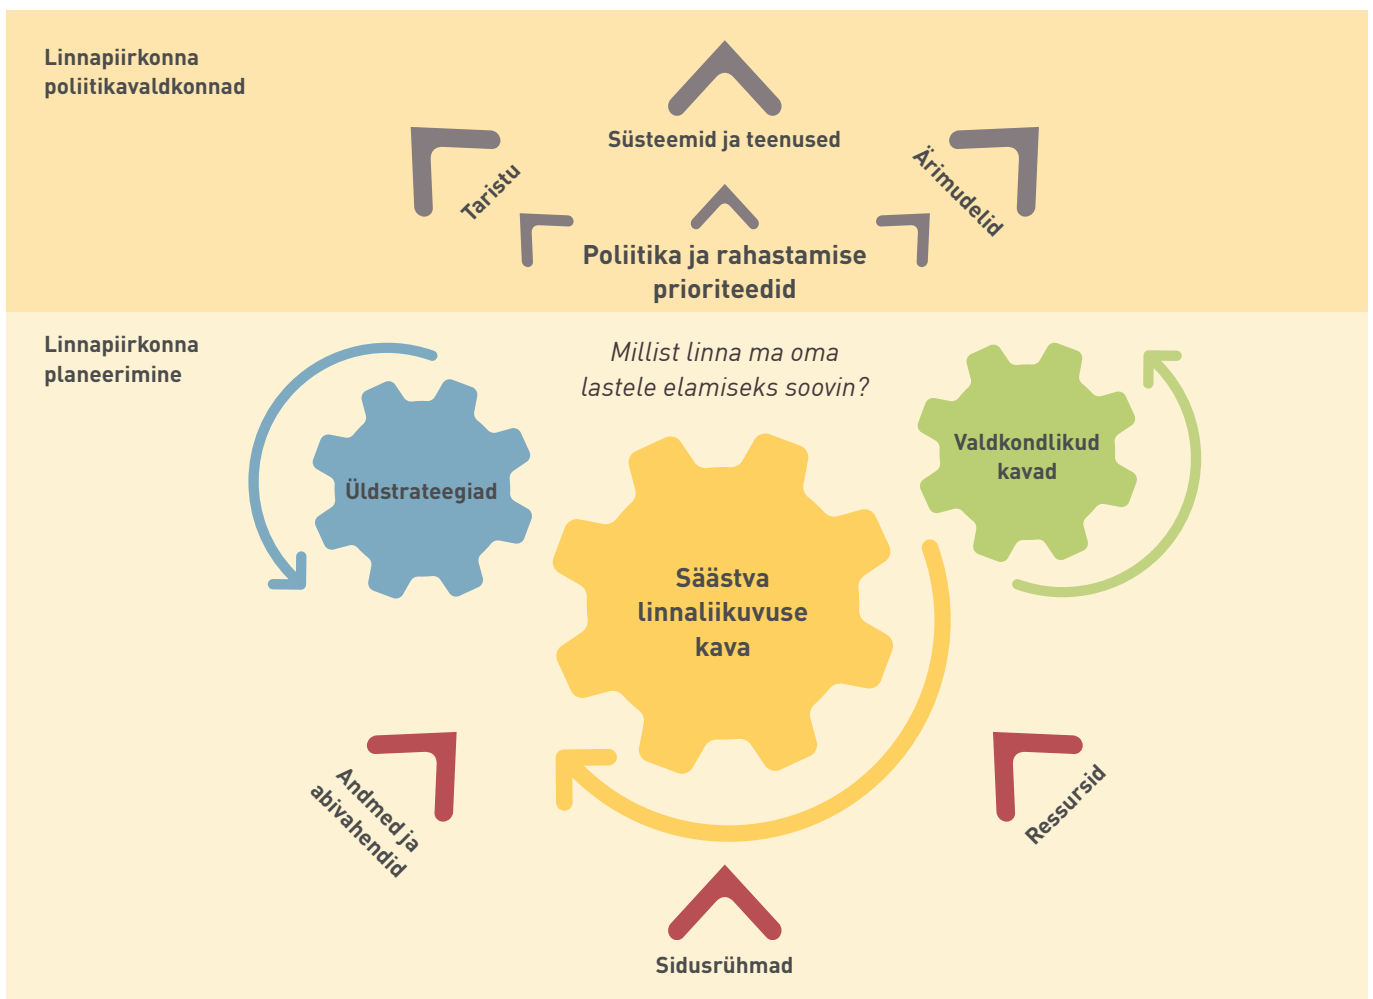 Linnapiirkonna
poliitikavaldkonnad
Süsteemid ja teenused
Taristu
Ärimudelid
Poliitika ja rahastamise
prioriteedid
Linnapiirkonna
planeerimine
Millist linna ma oma
lastele elamiseks soovin?
Üldstrateegiad
Valdkondlikud
kavad
Säästva
linnaliikuvuse
kava
Andmed ja
abivahendid
Ressursid
Sidusrühmad